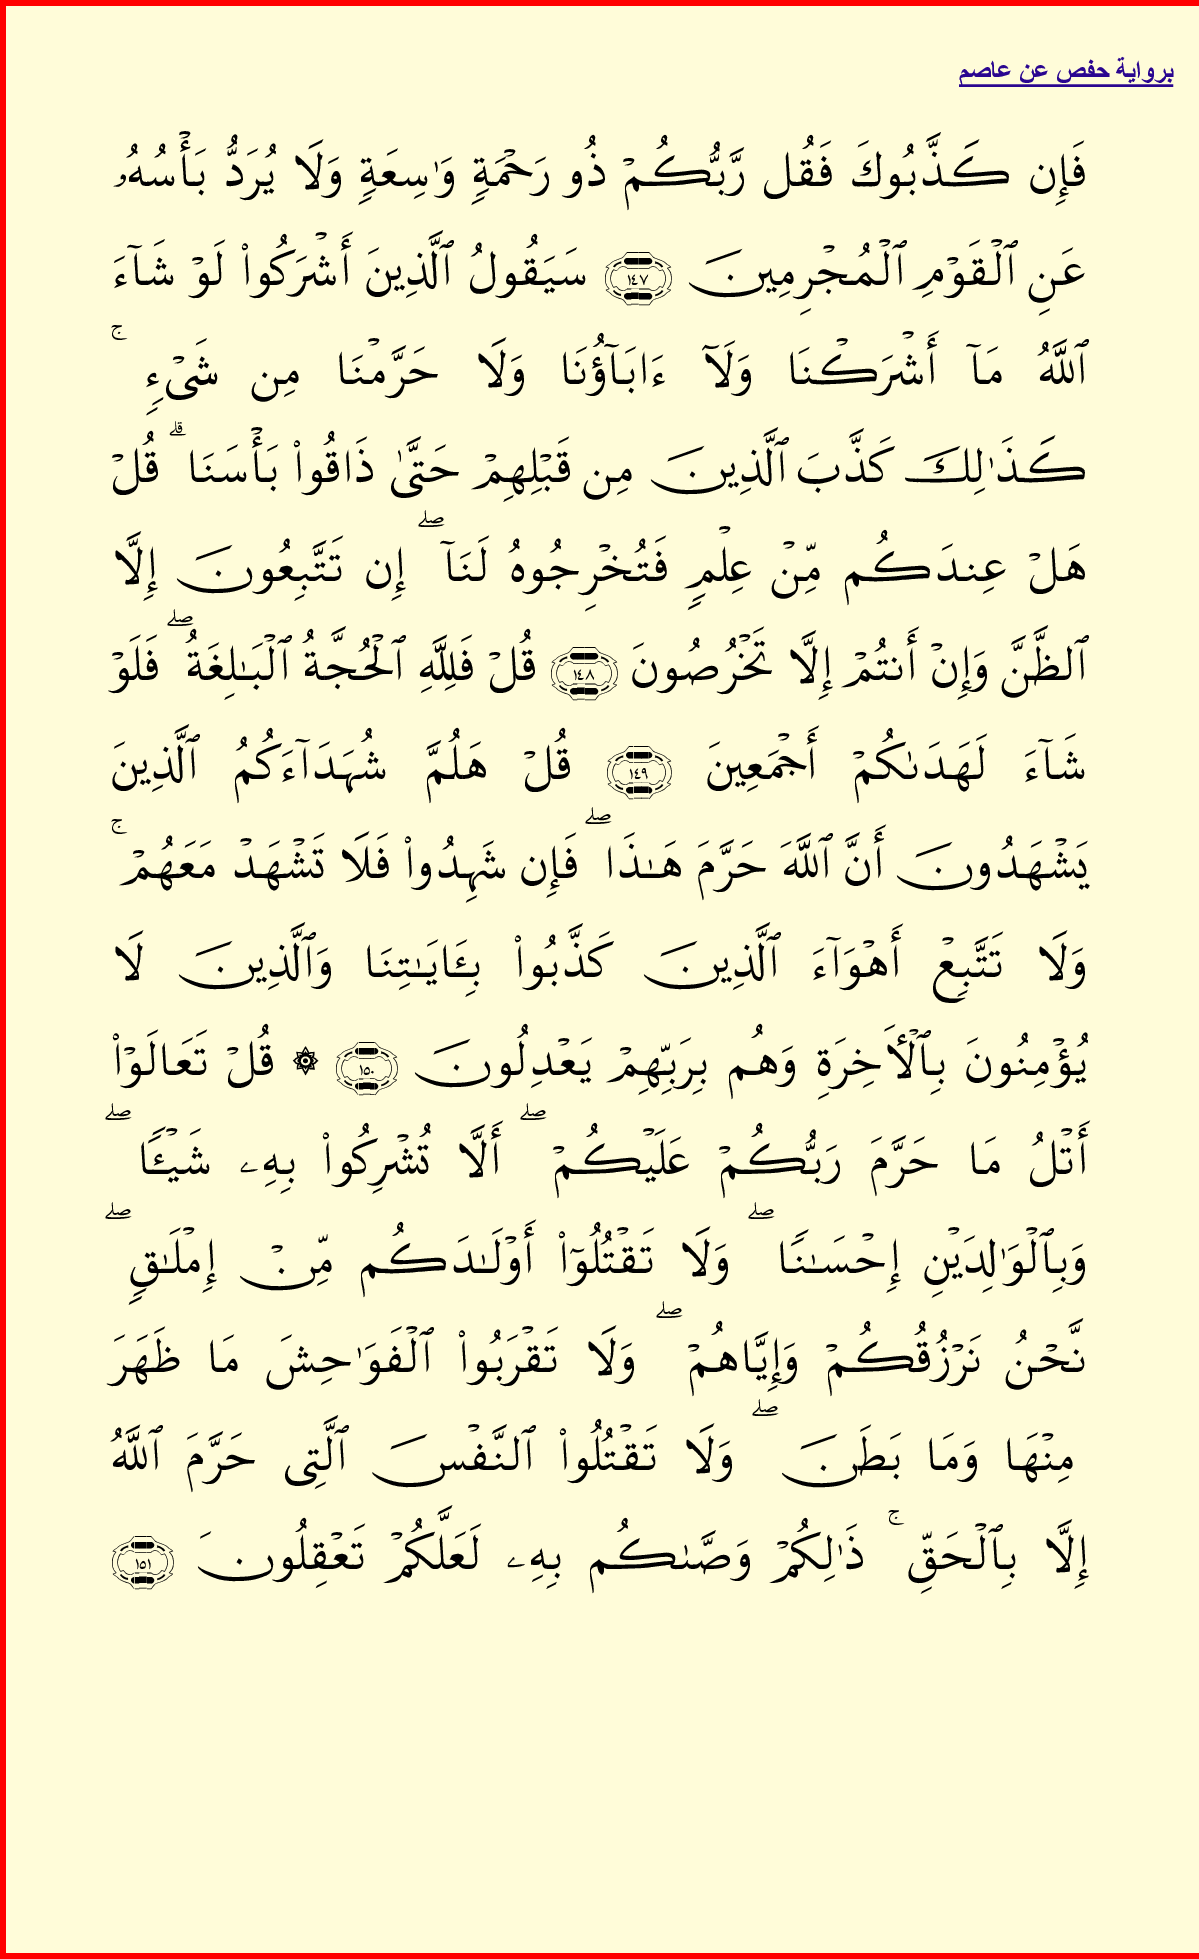 برواية حفص عن عاصم
فَإِن كَذَّبُوكَ فَقُل رَّبُّكُمْ ذُو رَحْمَةٍ وَٰسِعَةٍ وَلَا يُرَدُّ بَأْسُهُۥ
عَنِ ٱلْقَوْمِ ٱلْمُجْرِمِينَ ١٤٧ سَيَقُولُ ٱلَّذِينَ أَشْرَكُوا۟ لَوْ شَآءَ
ٱللَّهُ مَآ أَشْرَكْنَا وَلَآ ءَابَآؤُنَا وَلَا حَرَّمْنَا مِن شَىْءٍ ۚ
كَذَٰلِكَ كَذَّبَ ٱلَّذِينَ مِن قَبْلِهِمْ حَتَّىٰ ذَاقُوا۟ بَأْسَنَا ۗ قُلْ
هَلْ عِندَكُم مِّنْ عِلْمٍ فَتُخْرِجُوهُ لَنَآ ۖ إِن تَتَّبِعُونَ إِلَّا
ٱلظَّنَّ وَإِنْ أَنتُمْ إِلَّا تَخْرُصُونَ ١٤٨ قُلْ فَلِلَّهِ ٱلْحُجَّةُ ٱلْبَـٰلِغَةُ ۖ فَلَوْ
شَآءَ لَهَدَىٰكُمْ أَجْمَعِينَ ١٤٩ قُلْ هَلُمَّ شُهَدَآءَكُمُ ٱلَّذِينَ
يَشْهَدُونَ أَنَّ ٱللَّهَ حَرَّمَ هَـٰذَا ۖ فَإِن شَهِدُوا۟ فَلَا تَشْهَدْ مَعَهُمْ ۚ
وَلَا تَتَّبِعْ أَهْوَآءَ ٱلَّذِينَ كَذَّبُوا۟ بِـَٔايَـٰتِنَا وَٱلَّذِينَ لَا
يُؤْمِنُونَ بِٱلْـَٔاخِرَةِ وَهُم بِرَبِّهِمْ يَعْدِلُونَ ١٥٠ ۞ قُلْ تَعَالَوْا۟
أَتْلُ مَا حَرَّمَ رَبُّكُمْ عَلَيْكُمْ ۖ أَلَّا تُشْرِكُوا۟ بِهِۦ شَيْـًٔا ۖ
وَبِٱلْوَٰلِدَيْنِ إِحْسَـٰنًا ۖ وَلَا تَقْتُلُوٓا۟ أَوْلَـٰدَكُم مِّنْ إِمْلَـٰقٍ ۖ
نَّحْنُ نَرْزُقُكُمْ وَإِيَّاهُمْ ۖ وَلَا تَقْرَبُوا۟ ٱلْفَوَٰحِشَ مَا ظَهَرَ
مِنْهَا وَمَا بَطَنَ ۖ وَلَا تَقْتُلُوا۟ ٱلنَّفْسَ ٱلَّتِى حَرَّمَ ٱللَّهُ
إِلَّا بِٱلْحَقِّ ۚ ذَٰلِكُمْ وَصَّىٰكُم بِهِۦ لَعَلَّكُمْ تَعْقِلُونَ ١٥١